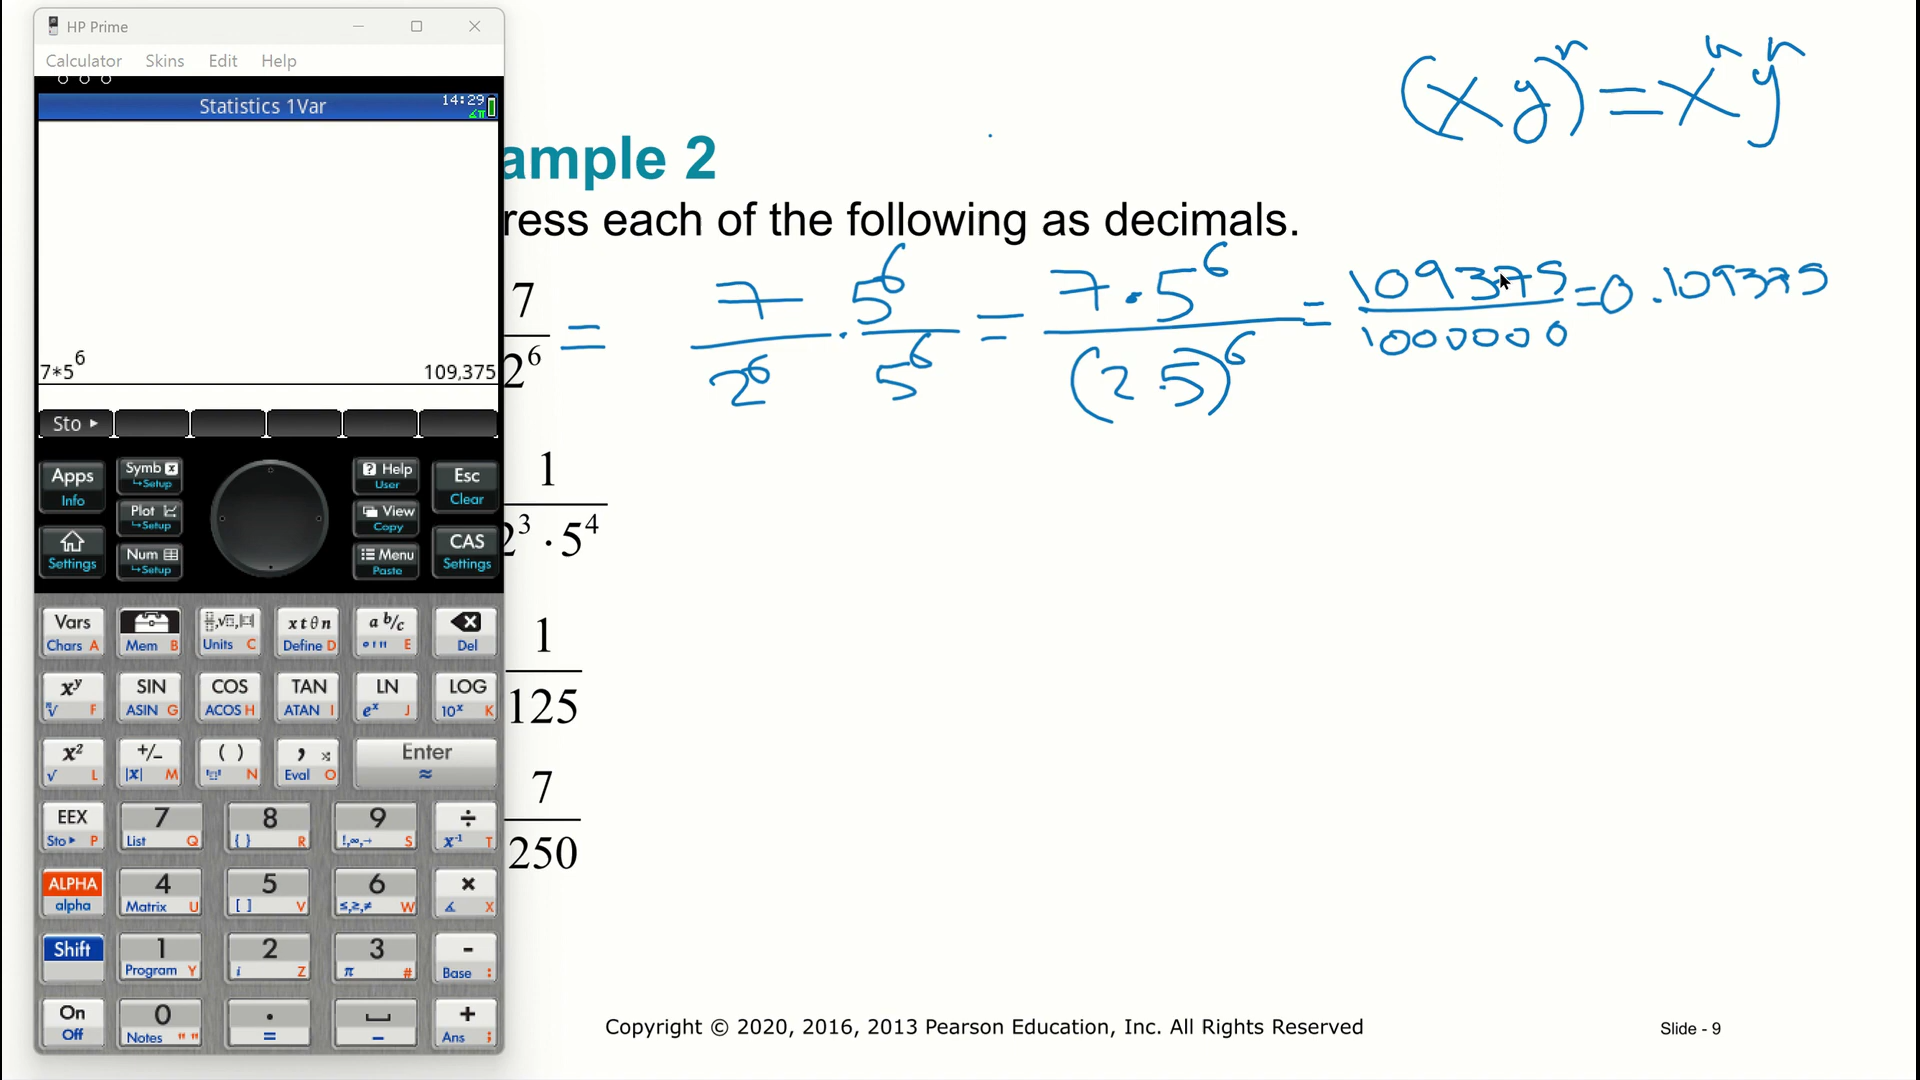 HP Prime
Calculator Skins Edit Help
Statistics 1Var 14:29
7*5^6 109,375
Sto ▸
Apps Info
Symb Setup
Plot Setup
Num Setup
Settings
Help User
View Copy
Menu Paste
Esc Clear
CAS Settings
Vars Chars A
Mem B
Units C
x t θ n Define D
a b/c E
Del
x^y F
SIN ASIN G
COS ACOS H
TAN ATAN I
LN e^x J
LOG 10^x K
x² √ L
+/− |x| M
( ) N
, Eval O
Enter ≈
EEX Sto ▸ P
7 List Q
8 { } R
9 !,∞,→ S
÷ x⁻¹ T
ALPHA alpha
4 Matrix U
5 [ ] V
6 ≤,≥,≠ W
× ∡ X
Shift
1 Program Y
2 i Z
3 π #
- Base :
On Off
0 Notes " "
. =
_
+ Ans ;
(xy)^n = x^n y^n
ample 2
ress each of the following as decimals.
7/2^6 = 7/2^6 · 5^6/5^6 = 7·5^6/(2·5)^6 = 109375/1000000 = 0.109375
1/2^3 · 5^4
1/125
7/250
Copyright © 2020, 2016, 2013 Pearson Education, Inc. All Rights Reserved
Slide - 9